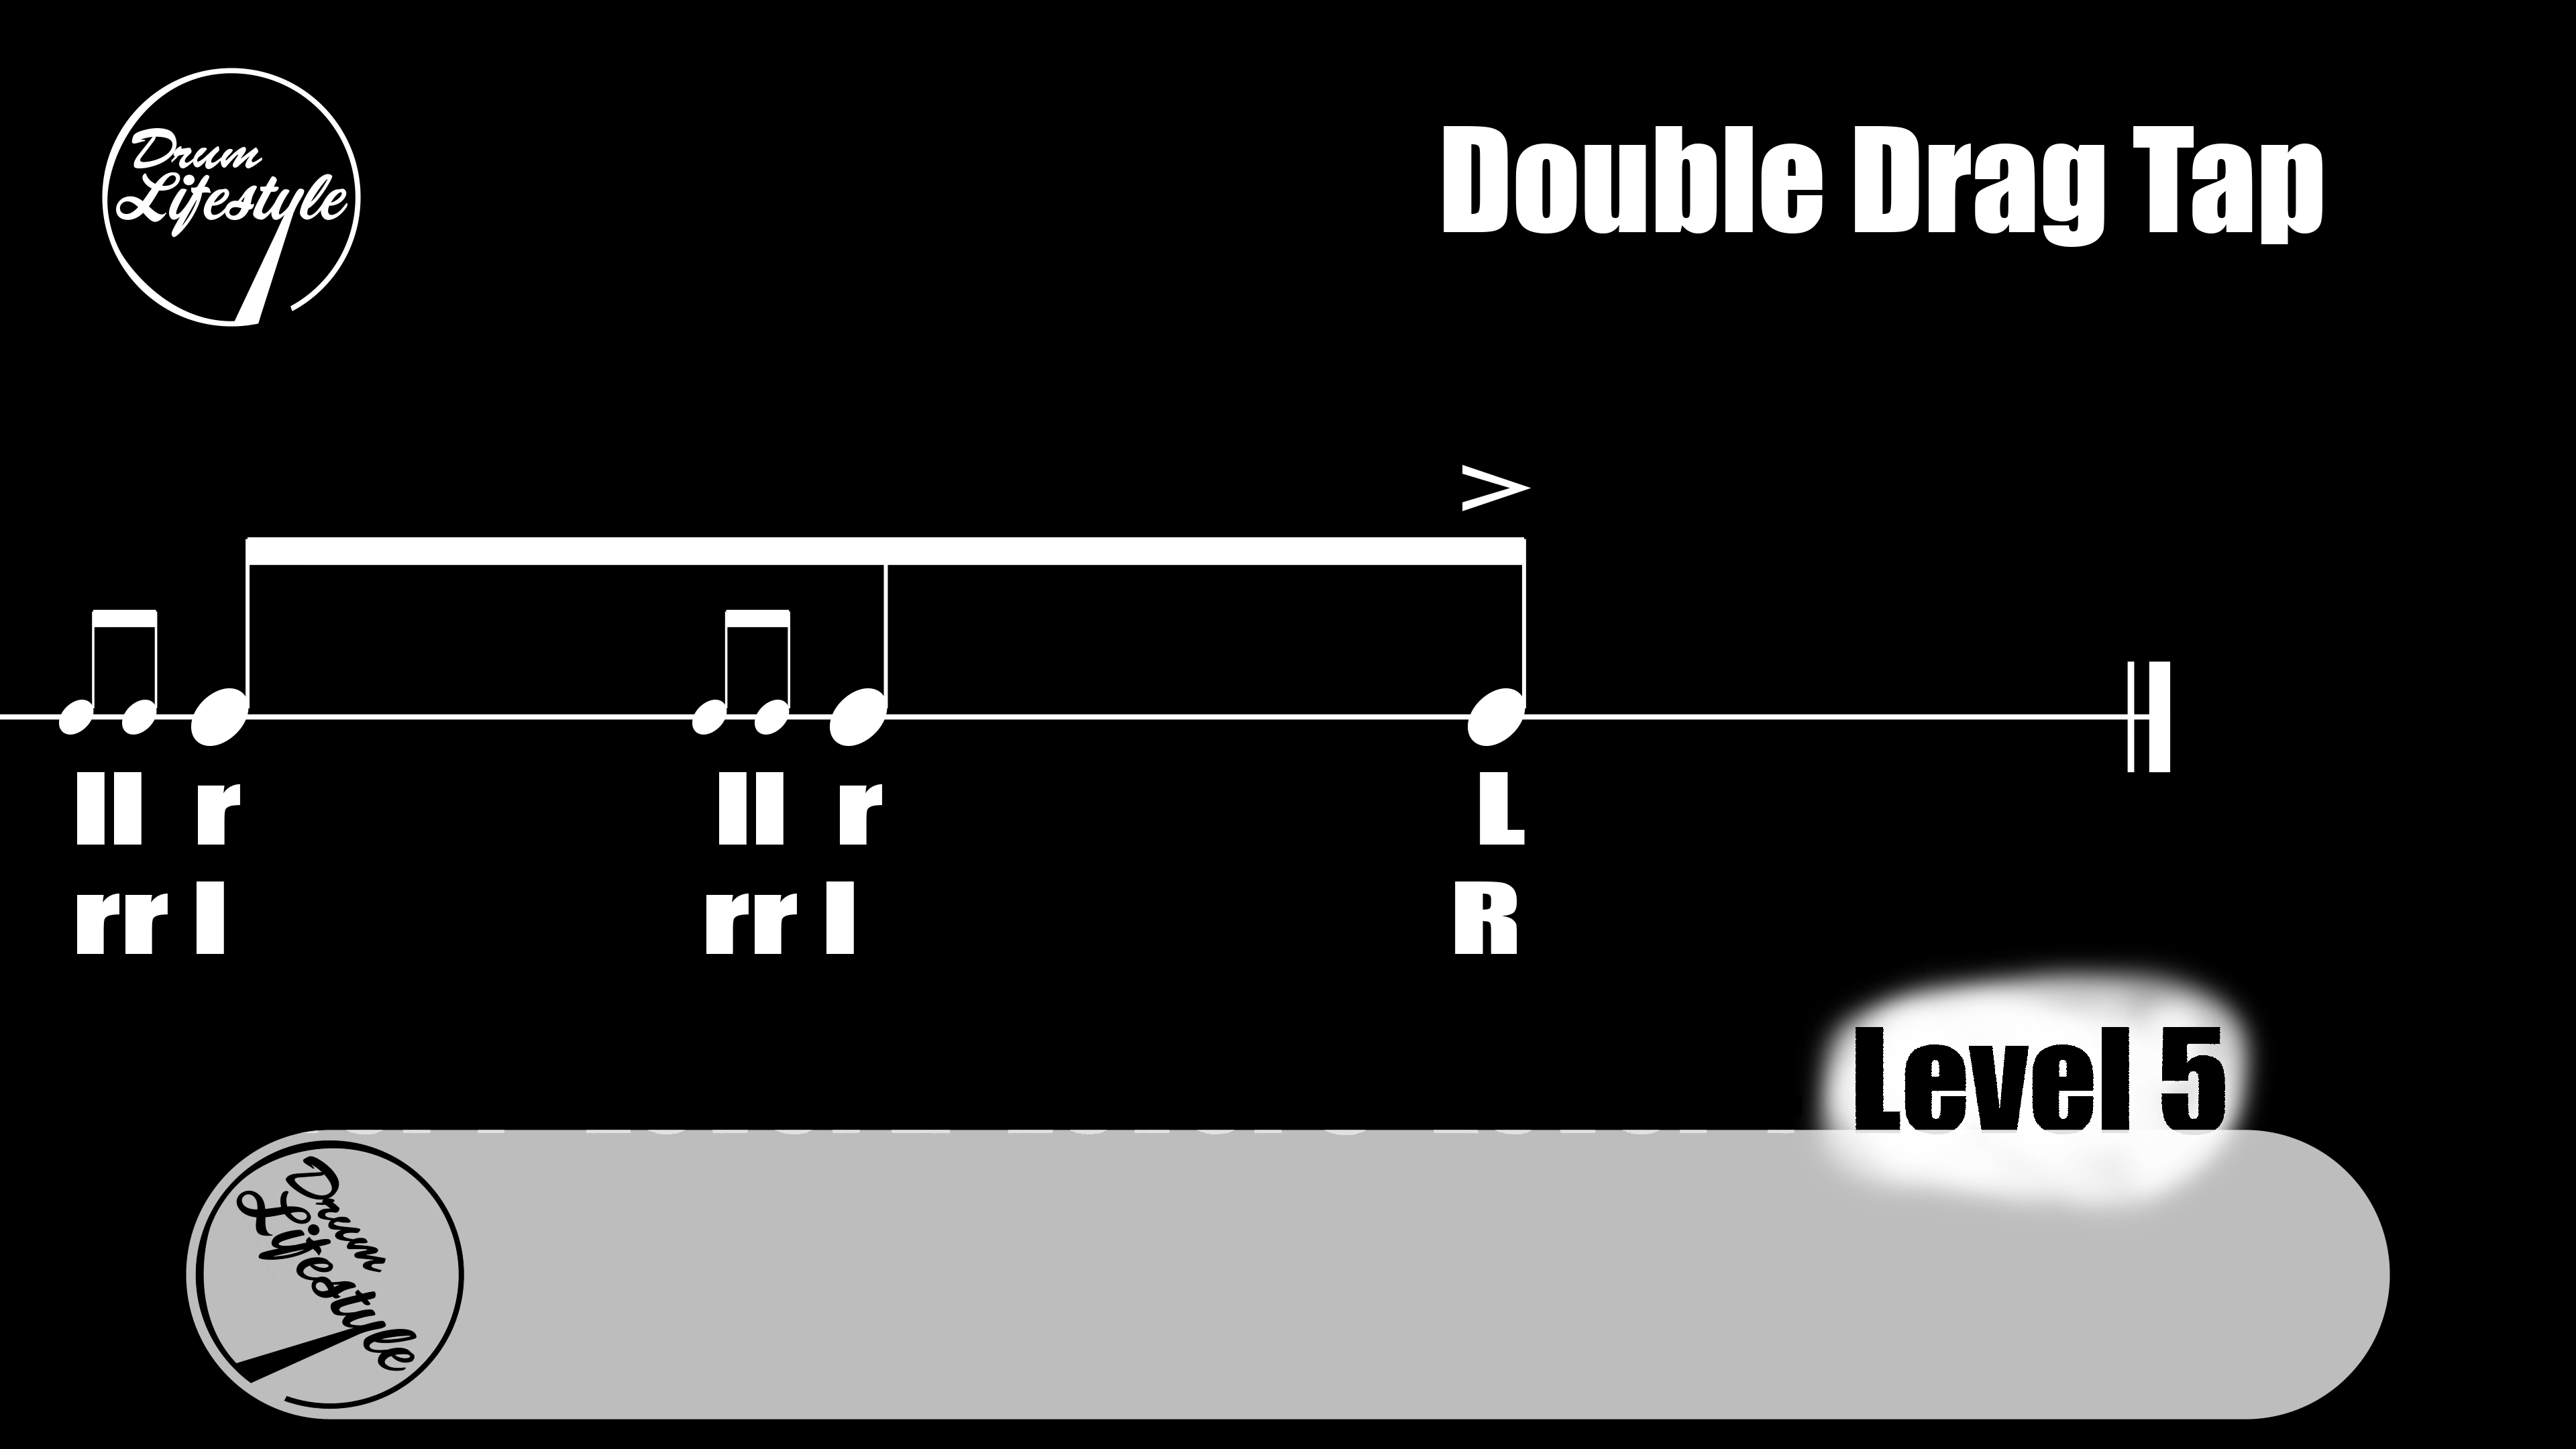 Drum
Lifestyle
Double Drag Tap
>
ll r ll r L
rr l rr l R
Level 5
Drum
Lifestyle